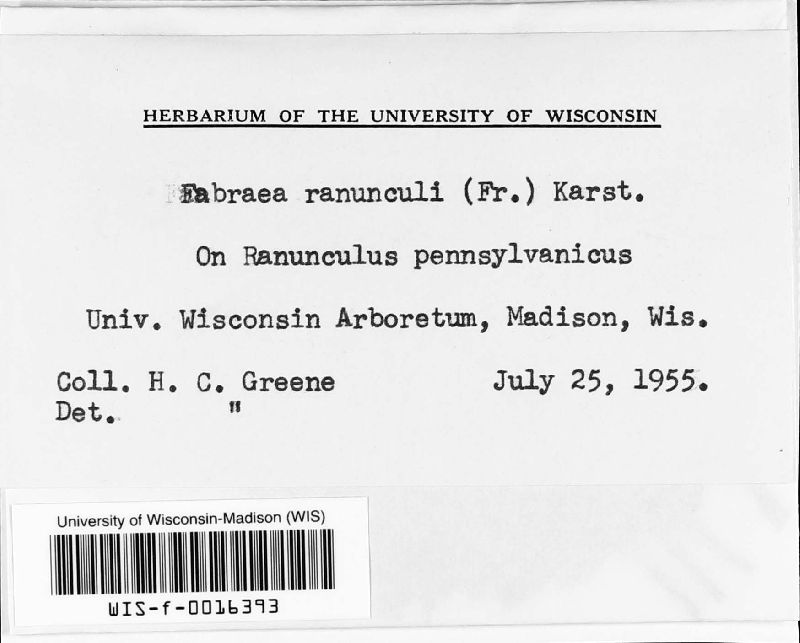 HERBARIUM OF THE UNIVERSITY OF WISCONSIN
Fabraea ranunculi (Fr.) Karst.
On Ranunculus pennsylvanicus
Univ. Wisconsin Arboretum, Madison, Wis.
Coll. H. C. Greene July 25, 1955.
Det. "
University of Wisconsin-Madison (WIS)
WIS-f-0016393